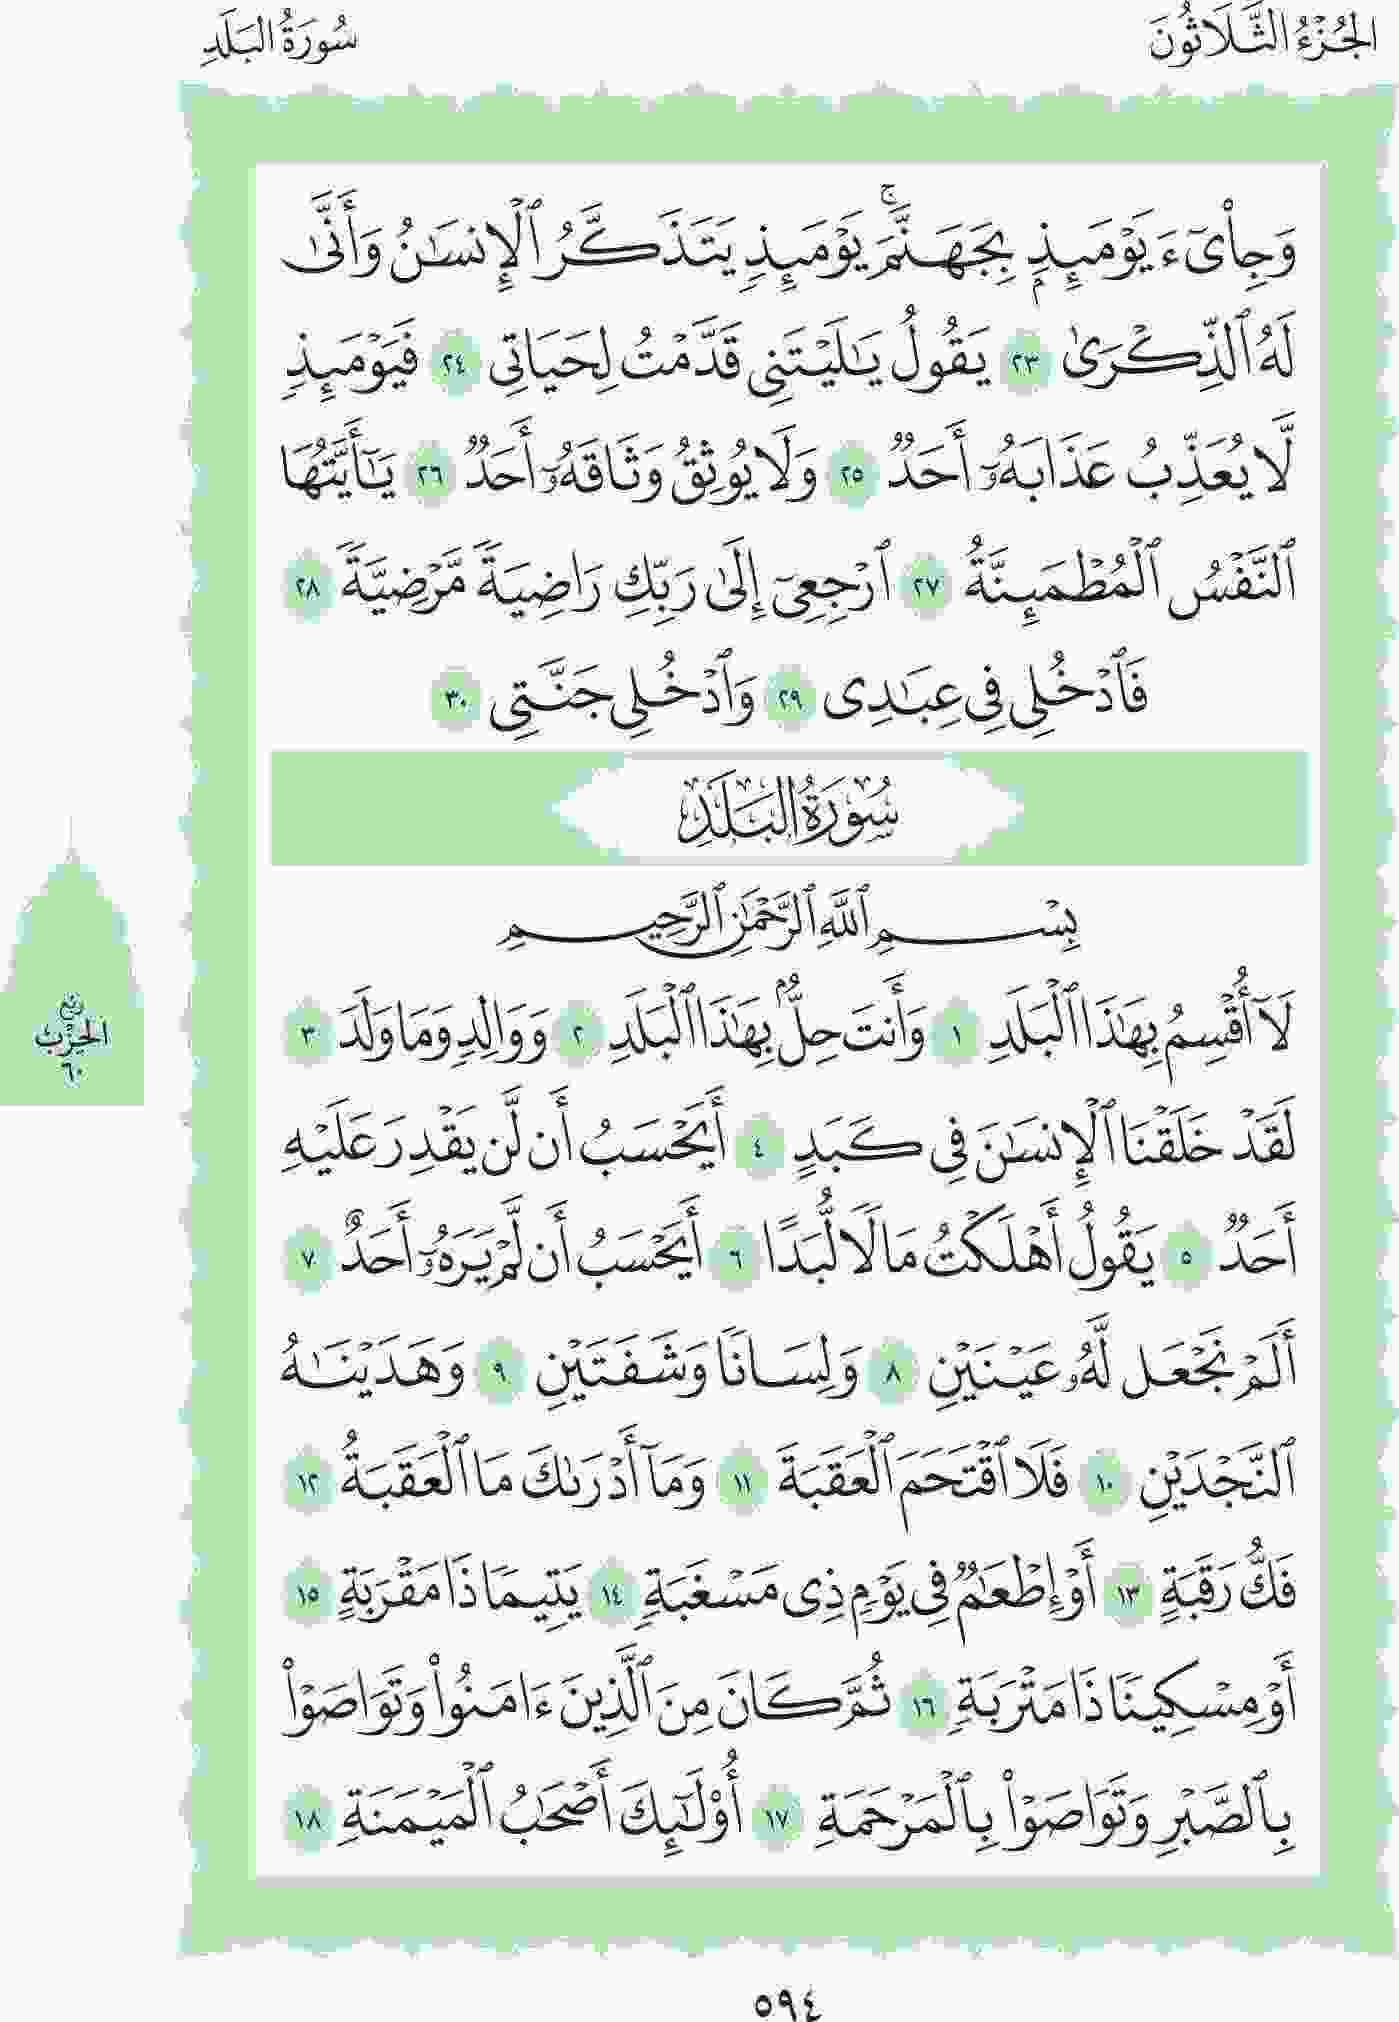 الجُزْءُ الثَّلَاثُونَ
سُورَةُ البَلَدِ
وَجِاْىٓءَ يَوْمَئِذِۭ بِجَهَنَّمَۚ يَوْمَئِذٖ يَتَذَكَّرُ ٱلْإِنسَٰنُ وَأَنَّىٰ
لَهُ ٱلذِّكْرَىٰ ٢٣ يَقُولُ يَٰلَيْتَنِى قَدَّمْتُ لِحَيَاتِى ٢٤ فَيَوْمَئِذٖ
لَّا يُعَذِّبُ عَذَابَهُۥٓ أَحَدٞ ٢٥ وَلَا يُوثِقُ وَثَاقَهُۥٓ أَحَدٞ ٢٦ يَٰٓأَيَّتُهَا
ٱلنَّفْسُ ٱلْمُطْمَئِنَّةُ ٢٧ ٱرْجِعِىٓ إِلَىٰ رَبِّكِ رَاضِيَةٗ مَّرْضِيَّةٗ ٢٨
فَٱدْخُلِى فِى عِبَٰدِى ٢٩ وَٱدْخُلِى جَنَّتِى ٣٠
سُورَةُ البَلَدِ
بِسْمِ ٱللَّهِ ٱلرَّحْمَٰنِ ٱلرَّحِيمِ
لَآ أُقْسِمُ بِهَٰذَا ٱلْبَلَدِ ١ وَأَنتَ حِلُّۢ بِهَٰذَا ٱلْبَلَدِ ٢ وَوَالِدٖ وَمَا وَلَدَ ٣
لَقَدْ خَلَقْنَا ٱلْإِنسَٰنَ فِى كَبَدٍ ٤ أَيَحْسَبُ أَن لَّن يَقْدِرَ عَلَيْهِ
أَحَدٞ ٥ يَقُولُ أَهْلَكْتُ مَالٗا لُّبَدًا ٦ أَيَحْسَبُ أَن لَّمْ يَرَهُۥٓ أَحَدٌ ٧
أَلَمْ نَجْعَل لَّهُۥ عَيْنَيْنِ ٨ وَلِسَانٗا وَشَفَتَيْنِ ٩ وَهَدَيْنَٰهُ
ٱلنَّجْدَيْنِ ١٠ فَلَا ٱقْتَحَمَ ٱلْعَقَبَةَ ١١ وَمَآ أَدْرَىٰكَ مَا ٱلْعَقَبَةُ ١٢
فَكُّ رَقَبَةٍ ١٣ أَوْ إِطْعَٰمٞ فِى يَوْمٖ ذِى مَسْغَبَةٖ ١٤ يَتِيمٗا ذَا مَقْرَبَةٍ ١٥
أَوْ مِسْكِينٗا ذَا مَتْرَبَةٖ ١٦ ثُمَّ كَانَ مِنَ ٱلَّذِينَ ءَامَنُوا۟ وَتَوَاصَوْا۟
بِٱلصَّبْرِ وَتَوَاصَوْا۟ بِٱلْمَرْحَمَةِ ١٧ أُو۟لَٰٓئِكَ أَصْحَٰبُ ٱلْمَيْمَنَةِ ١٨
رُبْعُ
الحِزْب
٦٠
٥٩٤